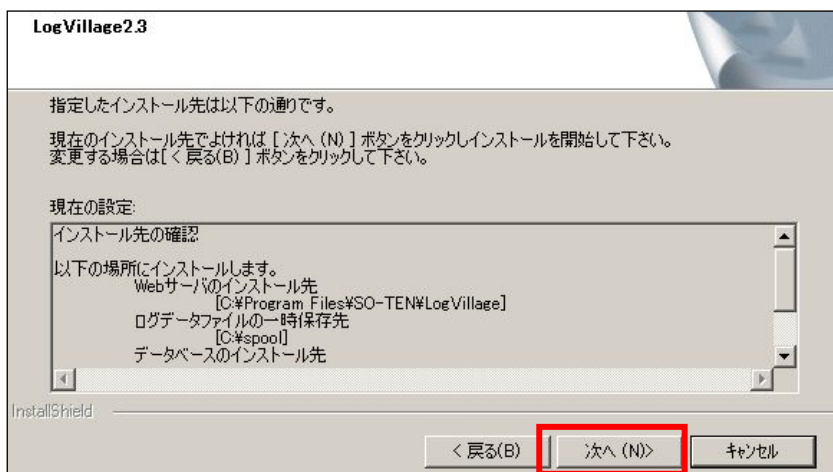 LogVillage2.3
指定したインストール先は以下の通りです。
現在のインストール先でよければ [ 次へ (N) ] ボタンをクリックしインストールを開始して下さい。
変更する場合は[ < 戻る(B) ] ボタンをクリックして下さい。
現在の設定:
インストール先の確認
以下の場所にインストールします。
Webサーバのインストール先
[C:¥Program Files¥SO-TEN¥LogVillage]
ログデータファイルの一時保存先
[C:¥spool]
データベースのインストール先
InstallShield
< 戻る(B)
次へ (N)>
キャンセル